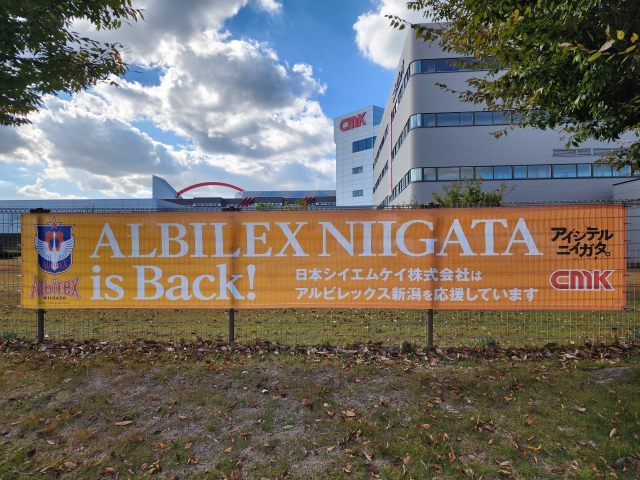 CMK
ALBILEX NIIGATA
is Back!
日本シイエムケイ株式会社は
アルビレックス新潟を応援しています
アイシテル
ニイガタ。
CMK
AlbireX
NIIGATA